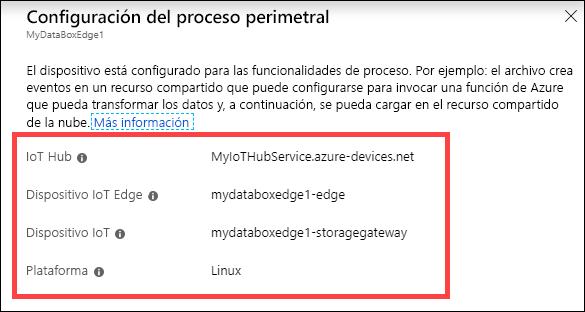 Configuración del proceso perimetral
MyDataBoxEdge1
El dispositivo está configurado para las funcionalidades de proceso. Por ejemplo: el archivo crea
eventos en un recurso compartido que puede configurarse para invocar una función de Azure
que pueda transformar los datos y, a continuación, se pueda cargar en el recurso compartido
de la nube. Más información
IoT Hub MyIoTHubService.azure-devices.net
Dispositivo IoT Edge mydataboxedge1-edge
Dispositivo IoT mydataboxedge1-storagegateway
Plataforma Linux